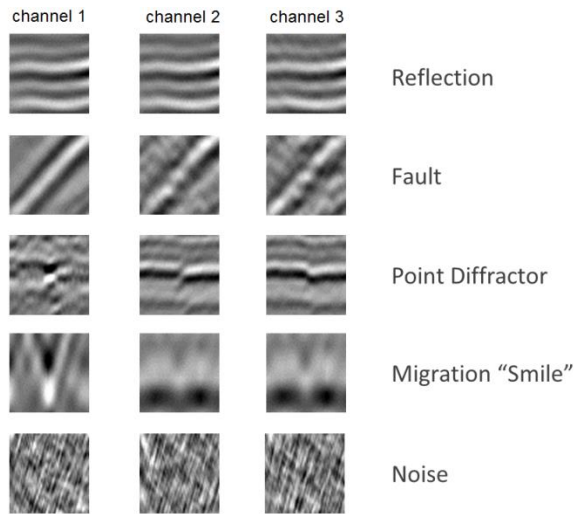 channel 1 channel 2 channel 3
Reflection
Fault
Point Diffractor
Migration “Smile”
Noise